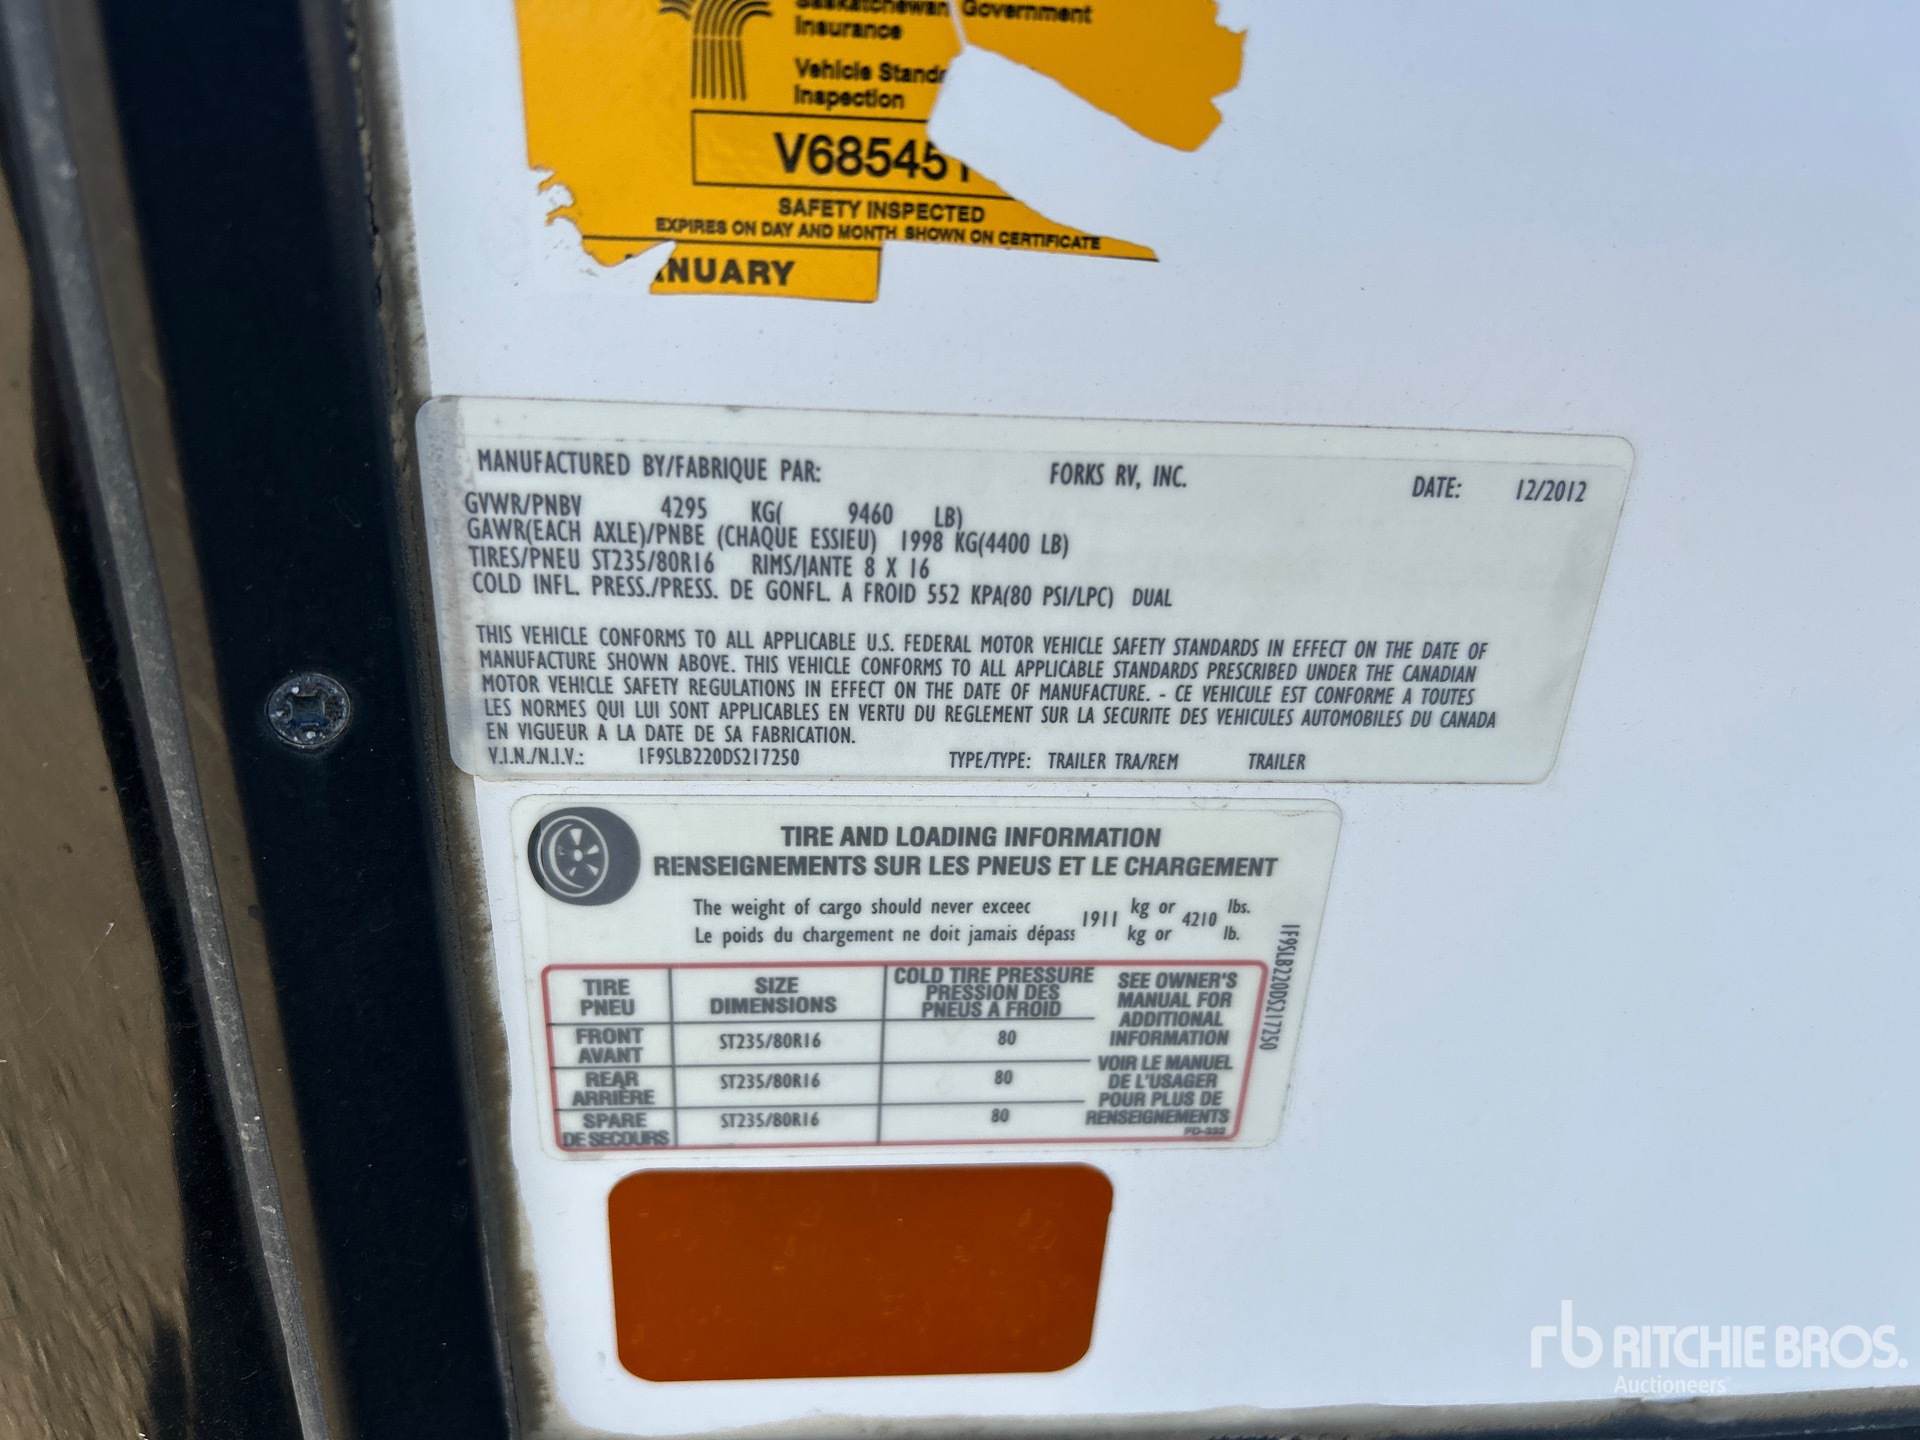 Saskatchewan Government
Insurance
Vehicle
Inspection
V68545
SAFETY INSPECTED
EXPIRES ON DAY AND MONTH SHOWN ON CERTIFICATE
NUARY
MANUFACTURED BY/FABRIQUE PAR: FORKS RV, INC. DATE: 12/2012
GVWR/PNBV 4295 KG( 9460 LB)
GAWR(EACH AXLE)/PNBE (CHAQUE ESSIEU) 1998 KG(4400 LB)
TIRES/PNEU ST235/80R16 RIMS/JANTE 8 X 16
COLD INFL. PRESS./PRESS. DE GONFL. A FROID 552 KPA(80 PSI/LPC) DUAL
THIS VEHICLE CONFORMS TO ALL APPLICABLE U.S. FEDERAL MOTOR VEHICLE SAFETY STANDARDS IN EFFECT ON THE DATE OF
MANUFACTURE SHOWN ABOVE. THIS VEHICLE CONFORMS TO ALL APPLICABLE STANDARDS PRESCRIBED UNDER THE CANADIAN
MOTOR VEHICLE SAFETY REGULATIONS IN EFFECT ON THE DATE OF MANUFACTURE. - CE VEHICULE EST CONFORME A TOUTES
LES NORMES QUI LUI SONT APPLICABLES EN VERTU DU REGLEMENT SUR LA SECURITE DES VEHICULES AUTOMOBILES DU CANADA
EN VIGUEUR A LA DATE DE SA FABRICATION.
V.I.N./N.I.V.: 1F9SLB220DS217250 TYPE/TYPE: TRAILER TRA/REM TRAILER
TIRE AND LOADING INFORMATION
RENSEIGNEMENTS SUR LES PNEUS ET LE CHARGEMENT
The weight of cargo should never exceec 1911 kg or 4210 lbs.
Le poids du chargement ne doit jamais dépass kg or lb.
1F9SLB220DS217250
TIRE
PNEU
SIZE
DIMENSIONS
COLD TIRE PRESSURE
PRESSION DES
PNEUS A FROID
SEE OWNER'S
MANUAL FOR
ADDITIONAL
INFORMATION
VOIR LE MANUEL
DE L'USAGER
POUR PLUS DE
RENSEIGNEMENTS
PD-332
FRONT
AVANT
ST235/80R16 80
REAR
ARRIÈRE
ST235/80R16 80
SPARE
DE SECOURS
ST235/80R16 80
rb RITCHIE BROS.
Auctioneers